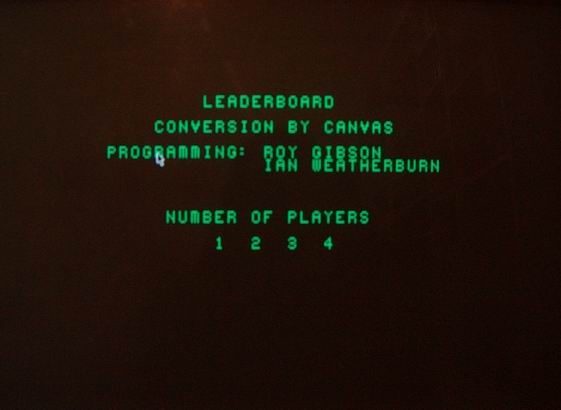 LEADERBOARD
CONVERSION BY CANVAS
PROGRAMMING: ROY GIBSON
IAN WEATHERBURN
NUMBER OF PLAYERS
1 2 3 4